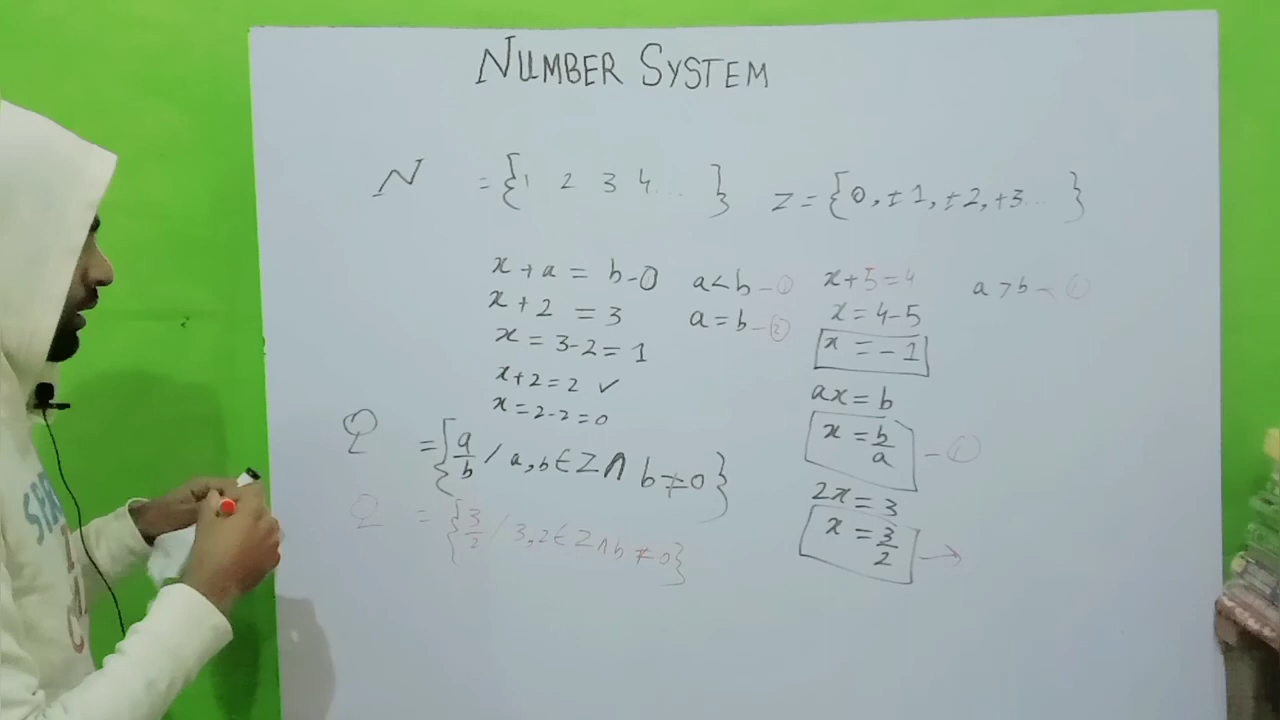 NUMBER SYSTEM
N = {1 2 3 4... }
Z = {0, ±1, ±2, +3... }
x + a = b - ①
a < b - ①
x + 5 = 4
a > b -
x + 2 = 3
a = b - ②
x = 4 - 5
x = 3 - 2 = 1
x = -1
x + 2 = 2 ✓
ax = b
x = 2 - 2 = 0
x = b/a - ①
Q = {a/b / a, b ∈ Z ∧ b ≠ 0}
2x = 3
Q = {3/2 / 3, 2 ∈ Z ∧ b ≠ 0}
x = 3/2 →